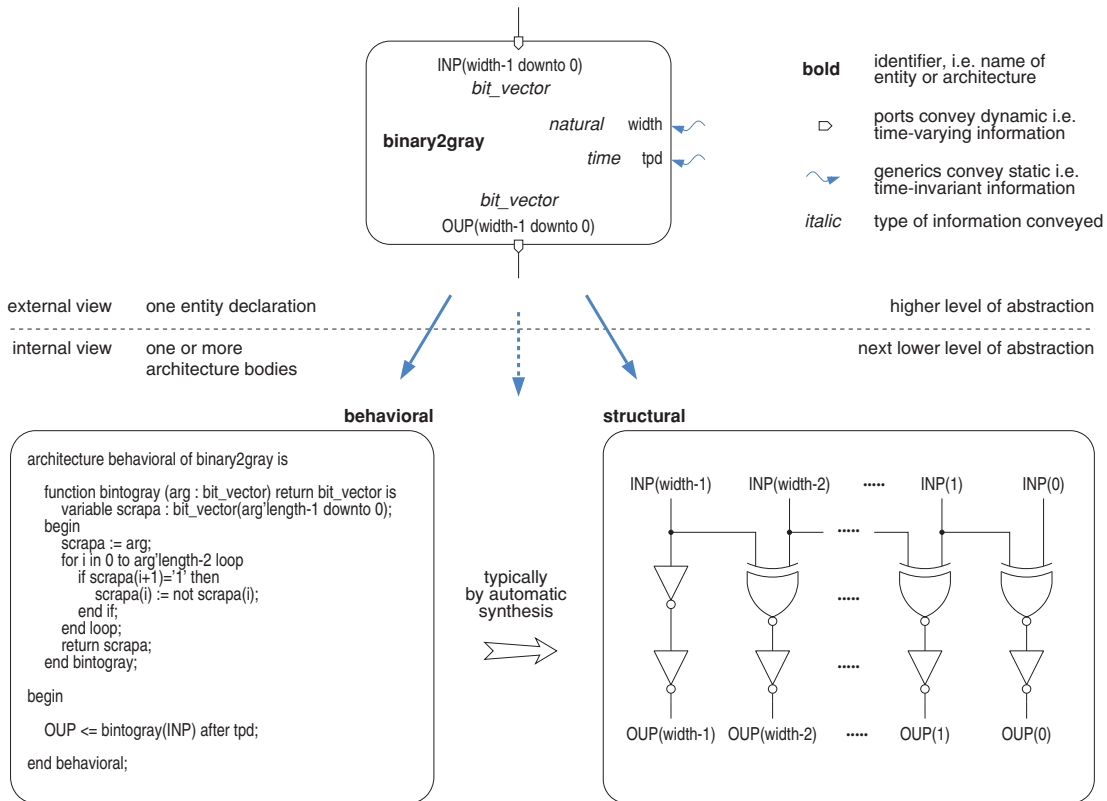 INP(width-1 downto 0)
bit_vector
natural width
binary2gray
time tpd
bit_vector
OUP(width-1 downto 0)
bold identifier, i.e. name of
entity or architecture
ports convey dynamic i.e.
time-varying information
generics convey static i.e.
time-invariant information
italic type of information conveyed
external view one entity declaration higher level of abstraction
internal view one or more next lower level of abstraction
architecture bodies
behavioral
architecture behavioral of binary2gray is
function bintogray (arg : bit_vector) return bit_vector is
variable scrapa : bit_vector(arg'length-1 downto 0);
begin
scrapa := arg;
for i in 0 to arg'length-2 loop
if scrapa(i+1)='1' then
scrapa(i) := not scrapa(i);
end if;
end loop;
return scrapa;
end bintogray;
begin
OUP <= bintogray(INP) after tpd;
end behavioral;
typically
by automatic
synthesis
structural
INP(width-1) INP(width-2) ..... INP(1) INP(0)
.....
.....
.....
OUP(width-1) OUP(width-2) ..... OUP(1) OUP(0)